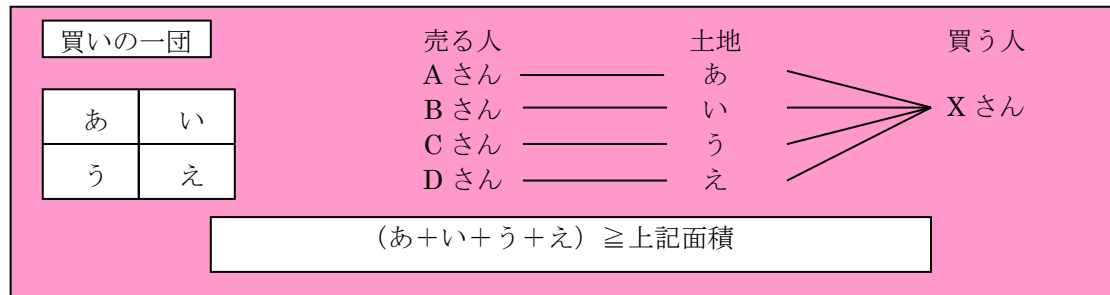 買いの一団
売る人 土地 買う人
Aさん あ
Bさん い Xさん
Cさん う
Dさん え
あ い
う え
(あ+い+う+え)≧上記面積